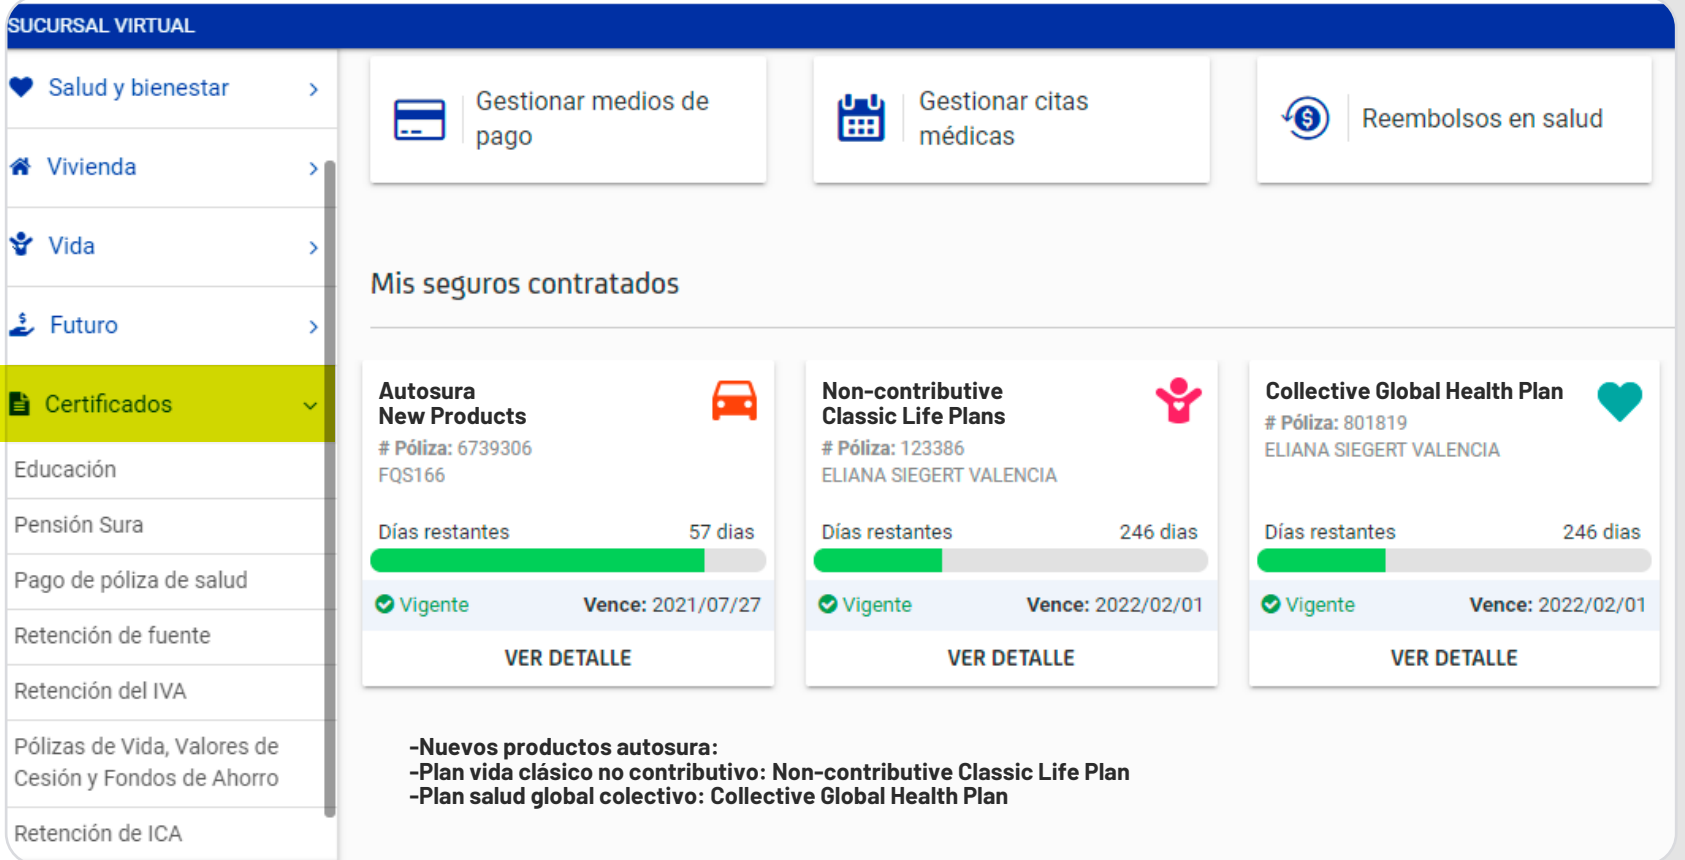 SUCURSAL VIRTUAL
Salud y bienestar
Vivienda
Vida
Futuro
Certificados
Educación
Pensión Sura
Pago de póliza de salud
Retención de fuente
Retención del IVA
Pólizas de Vida, Valores de
Cesión y Fondos de Ahorro
Retención de ICA
Gestionar medios de
pago
Gestionar citas
médicas
Reembolsos en salud
Mis seguros contratados
Autosura
New Products
# Póliza: 6739306
FQS166
Días restantes 57 dias
Vigente Vence: 2021/07/27
VER DETALLE
Non-contributive
Classic Life Plans
# Póliza: 123386
ELIANA SIEGERT VALENCIA
Días restantes 246 dias
Vigente Vence: 2022/02/01
VER DETALLE
Collective Global Health Plan
# Póliza: 801819
ELIANA SIEGERT VALENCIA
Días restantes 246 dias
Vigente Vence: 2022/02/01
VER DETALLE
-Nuevos productos autosura:
-Plan vida clásico no contributivo: Non-contributive Classic Life Plan
-Plan salud global colectivo: Collective Global Health Plan